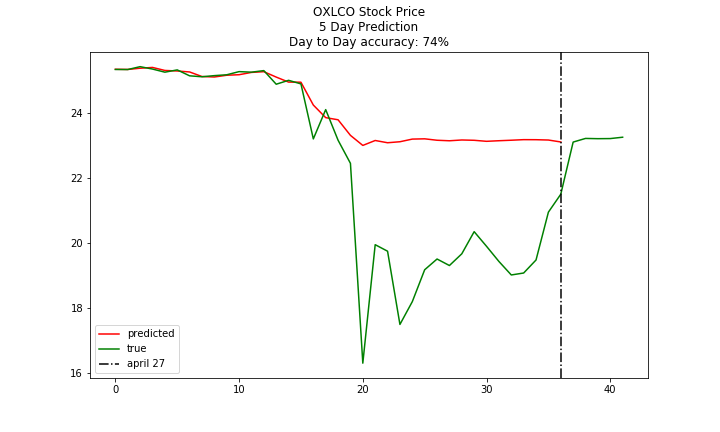 OXLCO Stock Price
5 Day Prediction
Day to Day accuracy: 74%
24
22
20
18
16
0
10
20
30
40
predicted
true
april 27